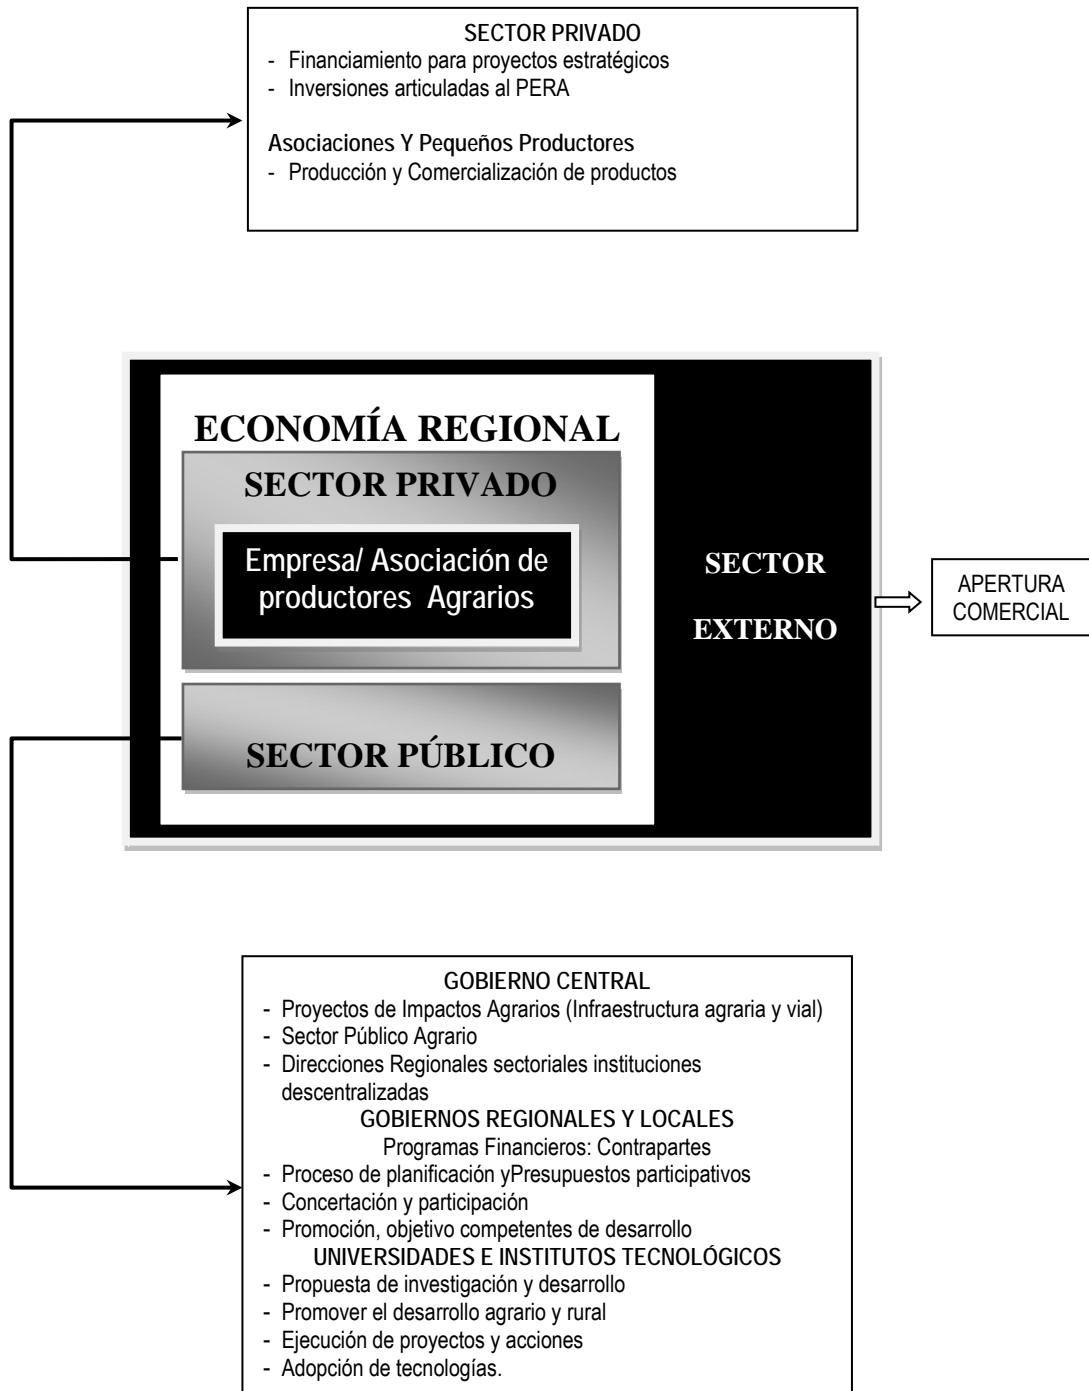 SECTOR PRIVADO
- Financiamiento para proyectos estratégicos
- Inversiones articuladas al PERA
Asociaciones Y Pequeños Productores
- Producción y Comercialización de productos
ECONOMÍA REGIONAL
SECTOR PRIVADO
Empresa/ Asociación de
productores Agrarios
SECTOR PÚBLICO
SECTOR
EXTERNO
APERTURA
COMERCIAL
GOBIERNO CENTRAL
- Proyectos de Impactos Agrarios (Infraestructura agraria y vial)
- Sector Público Agrario
- Direcciones Regionales sectoriales instituciones
descentralizadas
GOBIERNOS REGIONALES Y LOCALES
Programas Financieros: Contrapartes
- Proceso de planificación yPresupuestos participativos
- Concertación y participación
- Promoción, objetivo competentes de desarrollo
UNIVERSIDADES E INSTITUTOS TECNOLÓGICOS
- Propuesta de investigación y desarrollo
- Promover el desarrollo agrario y rural
- Ejecución de proyectos y acciones
- Adopción de tecnologías.